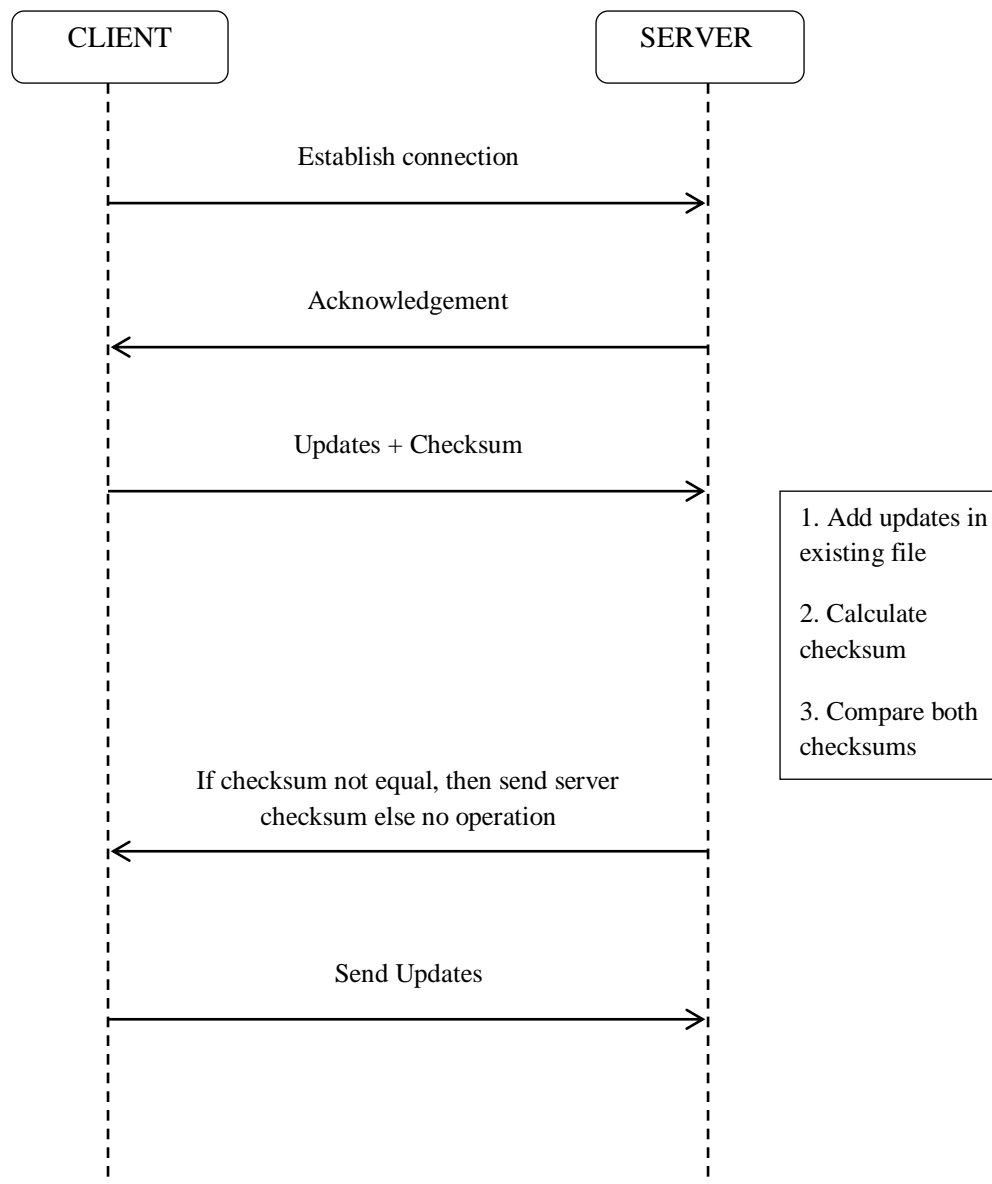 CLIENT
SERVER
Establish connection
Acknowledgement
Updates + Checksum
1. Add updates in
existing file
2. Calculate
checksum
3. Compare both
checksums
If checksum not equal, then send server
checksum else no operation
Send Updates